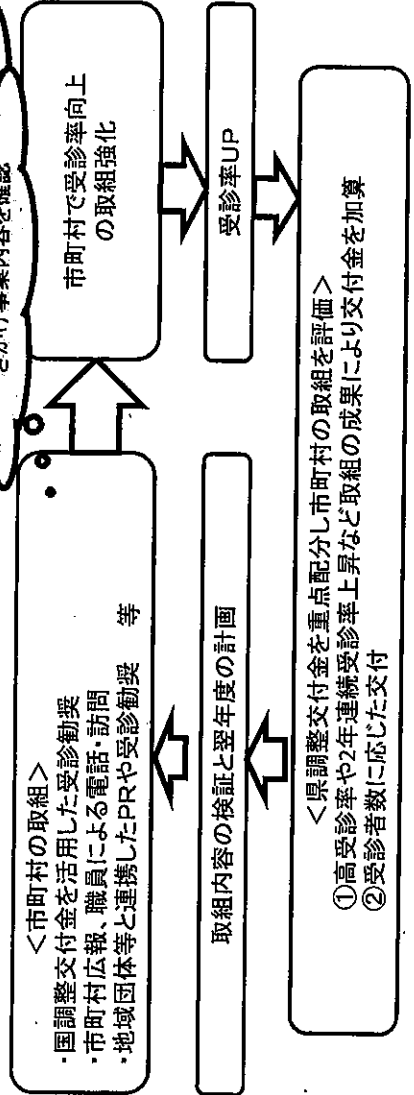 ＜市町村の取組＞
・国調整交付金を活用した受診勧奨
・市町村広報、職員による電話・訪問
・地域団体等と連携したPRや受診勧奨　等
事業内容を確認
市町村で受診率向上
の取組強化
受診率UP
取組内容の検証と翌年度の計画
＜県調整交付金を重点配分し市町村の取組を評価＞
①高受診率や2年連続受診率上昇など取組の成果により交付金を加算
②受診者数に応じた交付